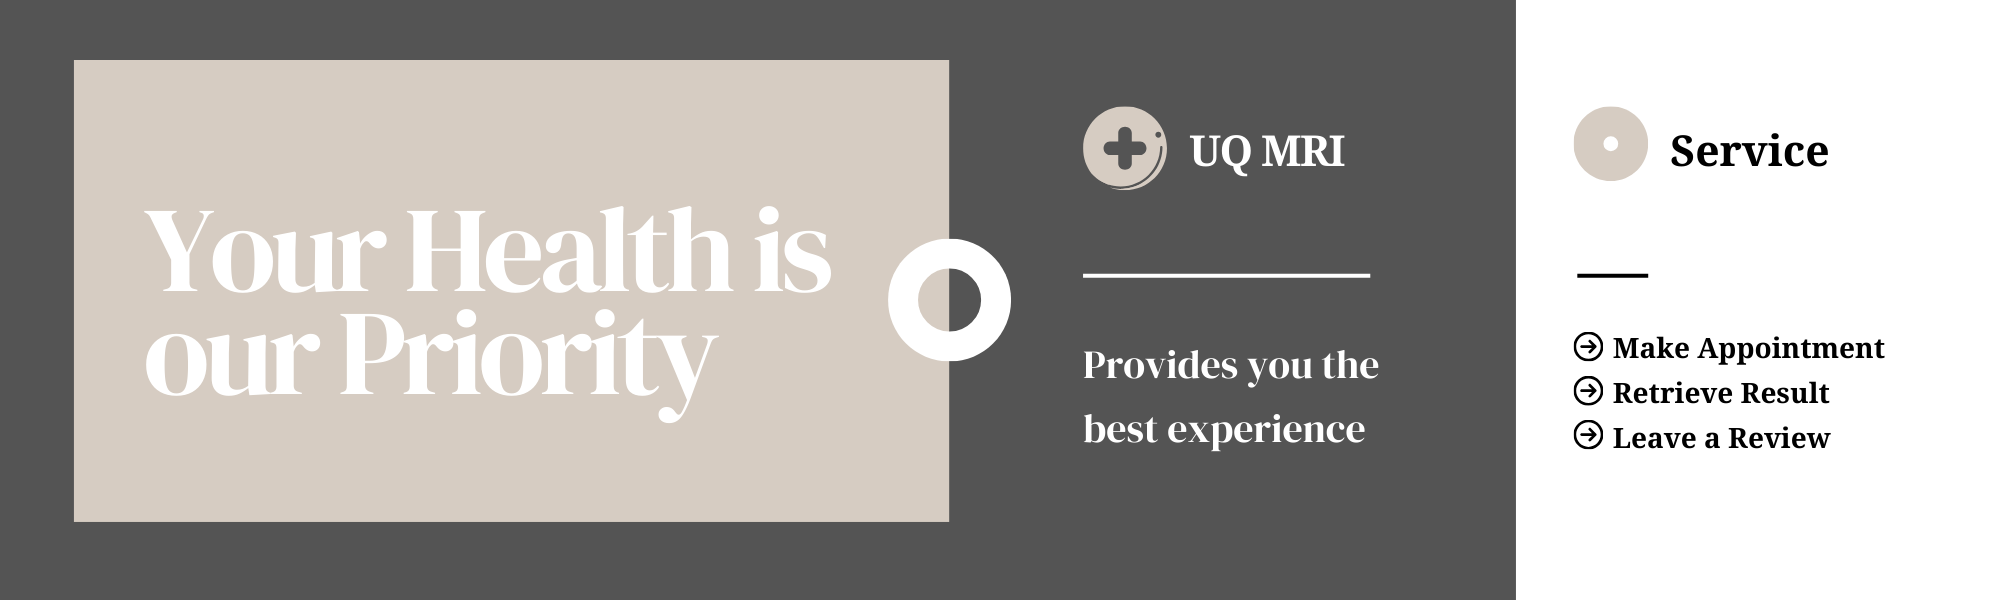 Your Health is
our Priority
UQ MRI
Provides you the
best experience
Service
Make Appointment
Retrieve Result
Leave a Review